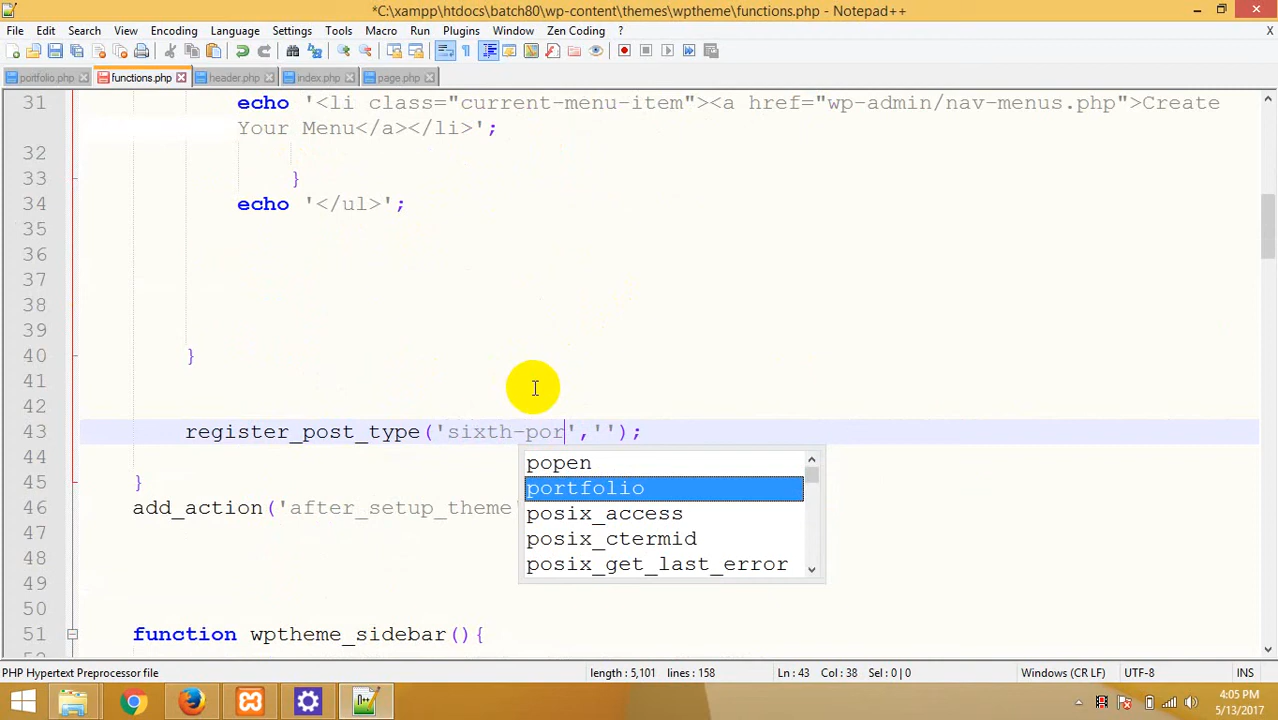 *C:\xampp\htdocs\batch80\wp-content\themes\wptheme\functions.php - Notepad++
File Edit Search View Encoding Language Settings Tools Macro Run Plugins Window Zen Coding ? X
portfolio.php functions.php header.php index.php page.php
31 echo '<li class="current-menu-item"><a href="wp-admin/nav-menus.php">Create
Your Menu</a></li>';
32
33 }
34 echo '</ul>';
35
36
37
38
39
40 }
41
42
43 register_post_type('sixth-por','');
44
45 }
46 add_action('after_setup_theme'
47
48
49
50
51 function wptheme_sidebar(){
popen
portfolio
posix_access
posix_ctermid
posix_get_last_error
PHP Hypertext Preprocessor file length : 5,101 lines : 158 Ln : 43 Col : 38 Sel : 0 | 0 Windows (CR LF) UTF-8 INS
4:05 PM
5/13/2017